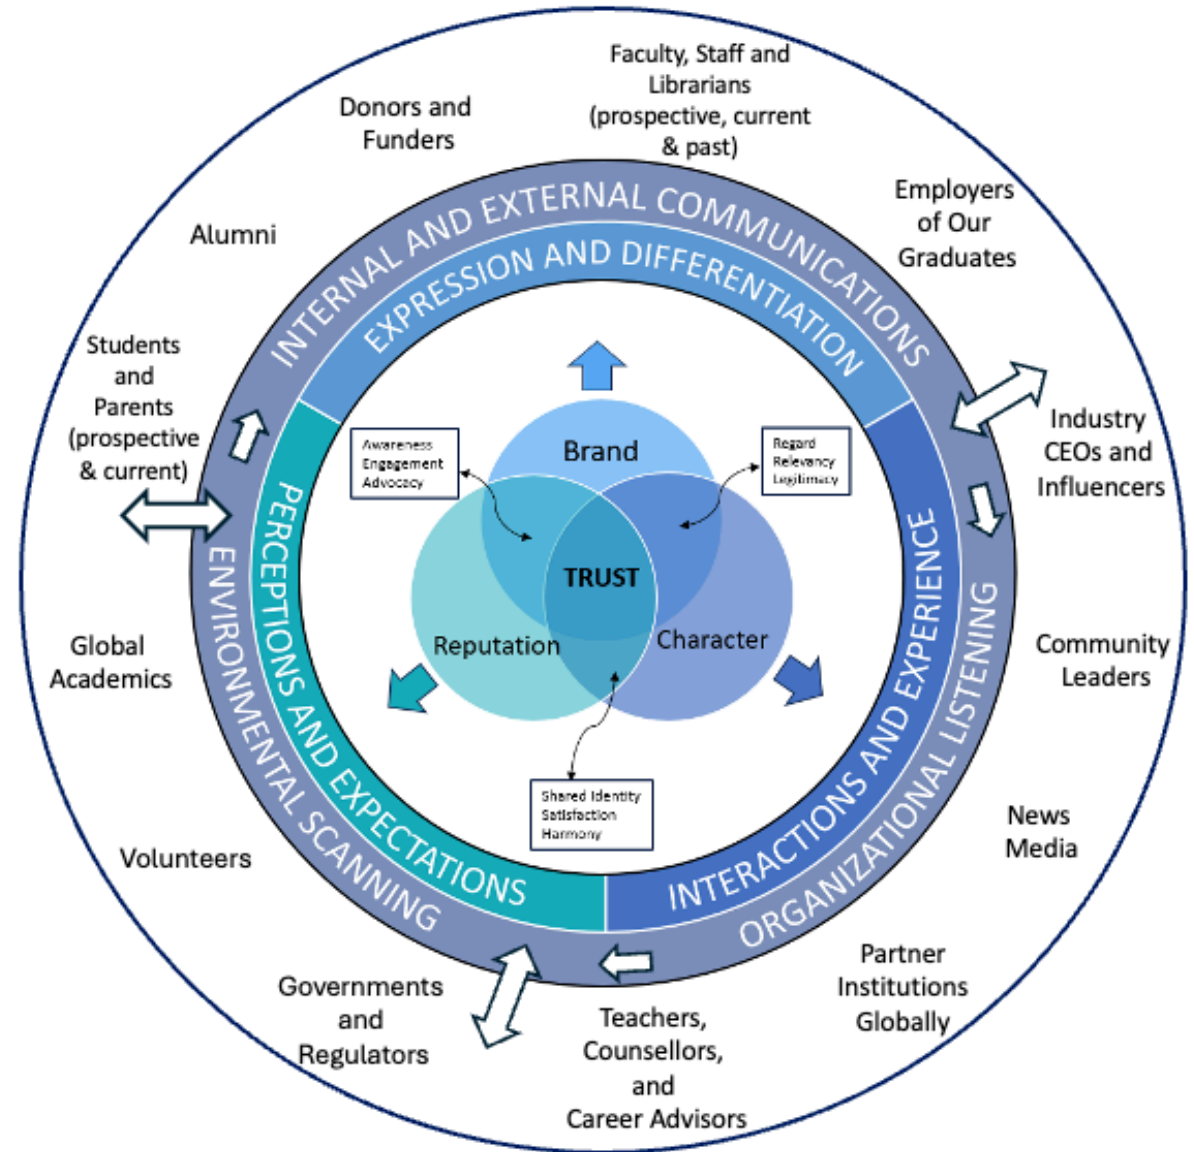 Faculty, Staff and
Librarians
(prospective, current
& past)
Donors and
Funders
Employers
of Our
Graduates
Alumni
Students
and
Parents
(prospective
& current)
Industry
CEOs and
Influencers
Global
Academics
Community
Leaders
Volunteers
News
Media
Governments
and
Regulators
Partner
Institutions
Globally
Teachers,
Counsellors,
and
Career Advisors
INTERNAL AND EXTERNAL COMMUNICATIONS
EXPRESSION AND DIFFERENTIATION
PERCEPTIONS AND EXPECTATIONS
ENVIRONMENTAL SCANNING
INTERACTIONS AND EXPERIENCE
ORGANIZATIONAL LISTENING
Awareness
Engagement
Advocacy
Brand
Regard
Relevancy
Legitimacy
TRUST
Reputation
Character
Shared Identity
Satisfaction
Harmony